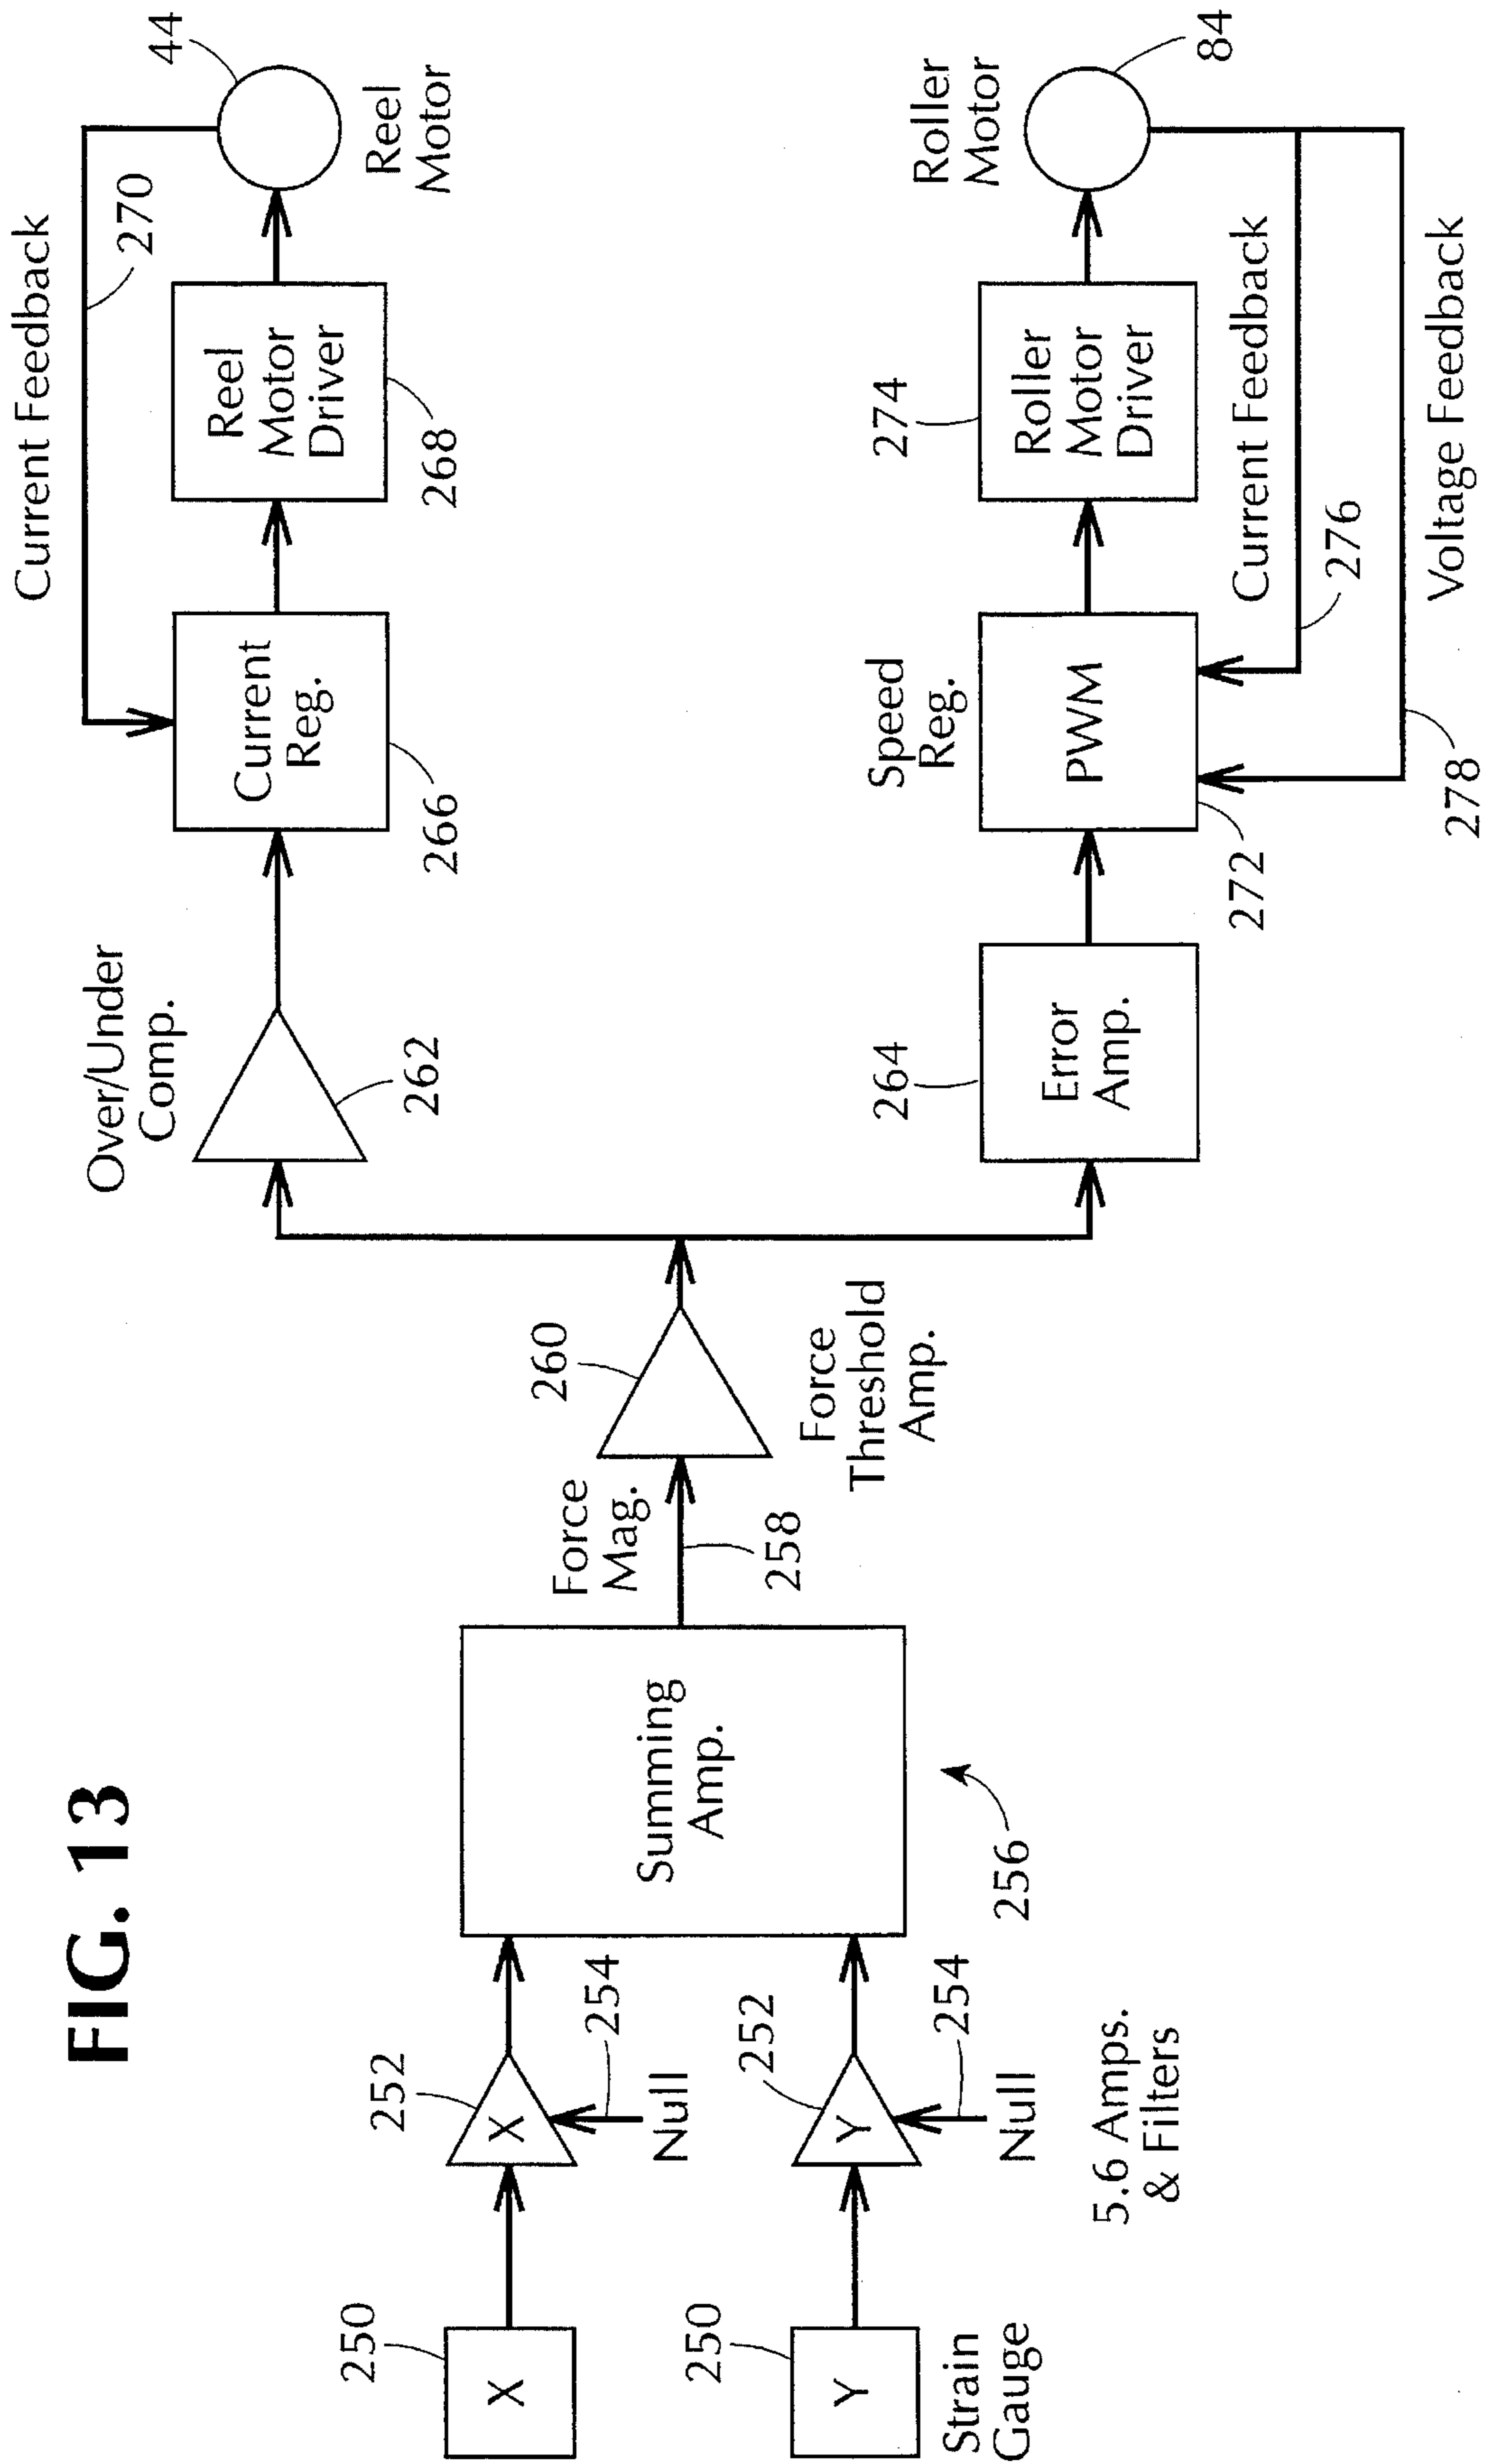 FIG. 13
X
250
Y
250
Strain
Gauge
X
252
254
Null
Y
252
254
Null
5.6 Amps.
& Filters
Summing
Amp.
256
Force
Mag.
258
260
Force
Threshold
Amp.
Over/Under
Comp.
262
Current
Reg.
266
Current Feedback
270
Reel
Motor
Driver
268
44
Reel
Motor
264
Error
Amp.
Speed
Reg.
PWM
272
274
Roller
Motor
Driver
Current Feedback
276
Voltage Feedback
278
Roller
Motor
84